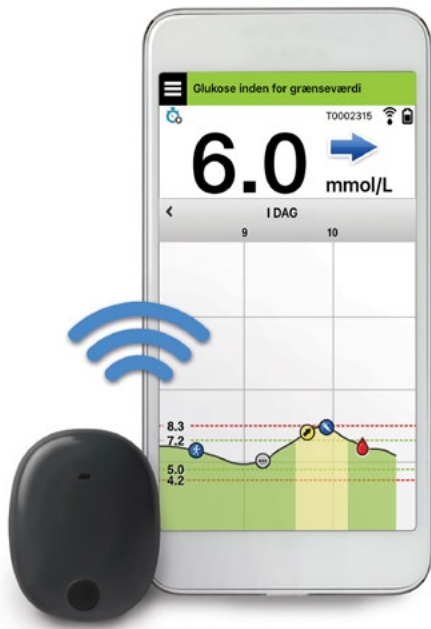 Glukose inden for grænseværdi
T0002315
6.0
mmol/L
I DAG
9 10
8.3
7.2
5.0
4.2